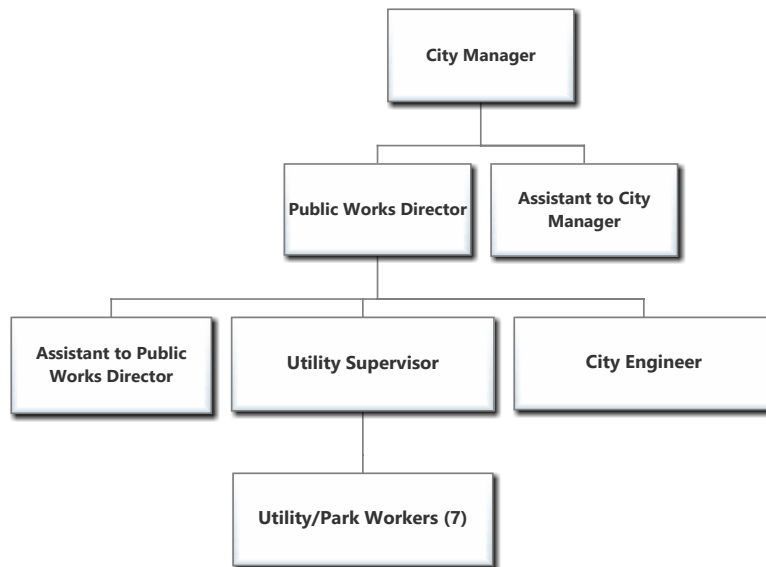 City Manager
Public Works Director
Assistant to City
Manager
Assistant to Public
Works Director
Utility Supervisor
City Engineer
Utility/Park Workers (7)